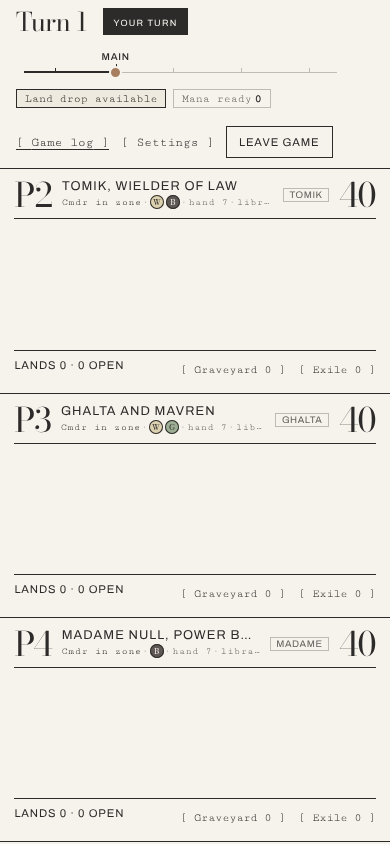 Turn 1 YOUR TURN
MAIN
Land drop available Mana ready 0
[ Game log ] [ Settings ] LEAVE GAME
P2 TOMIK, WIELDER OF LAW TOMIK 40
Cmdr in zone · W B · hand 7 · libr…
LANDS 0 · 0 OPEN [ Graveyard 0 ] [ Exile 0 ]
P3 GHALTA AND MAVREN GHALTA 40
Cmdr in zone · W G · hand 7 · lib…
LANDS 0 · 0 OPEN [ Graveyard 0 ] [ Exile 0 ]
P4 MADAME NULL, POWER B... MADAME 40
Cmdr in zone · B · hand 7 · libra…
LANDS 0 · 0 OPEN [ Graveyard 0 ] [ Exile 0 ]